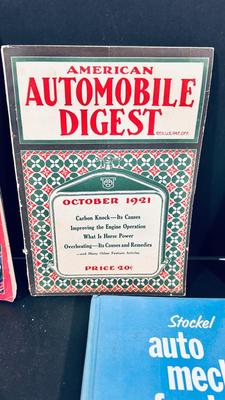 AMERICAN
AUTOMOBILE
DIGEST
REG. U.S. PAT. OFF.
OCTOBER 1921
Carbon Knock—Its Causes
Improving the Engine Operation
What Is Horse Power
Overheating—Its Causes and Remedies
—and Many Other Feature Articles
PRICE 20¢
Stockel
auto
mec